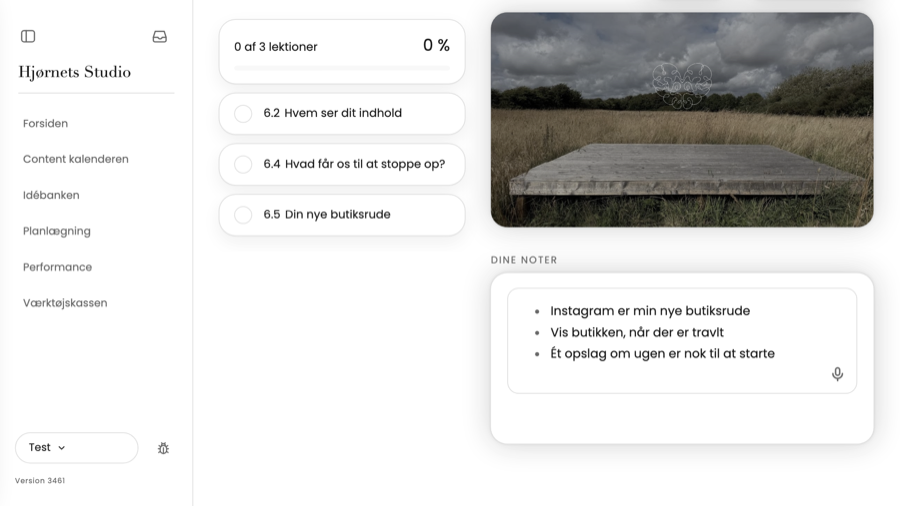 Hjørnets Studio
Forsiden
Content kalenderen
Idébanken
Planlægning
Performance
Værktøjskassen
Test
Version 3461
0 af 3 lektioner
0 %
6.2 Hvem ser dit indhold
6.4 Hvad får os til at stoppe op?
6.5 Din nye butiksrude
DINE NOTER
Instagram er min nye butiksrude
Vis butikken, når der er travlt
Ét opslag om ugen er nok til at starte